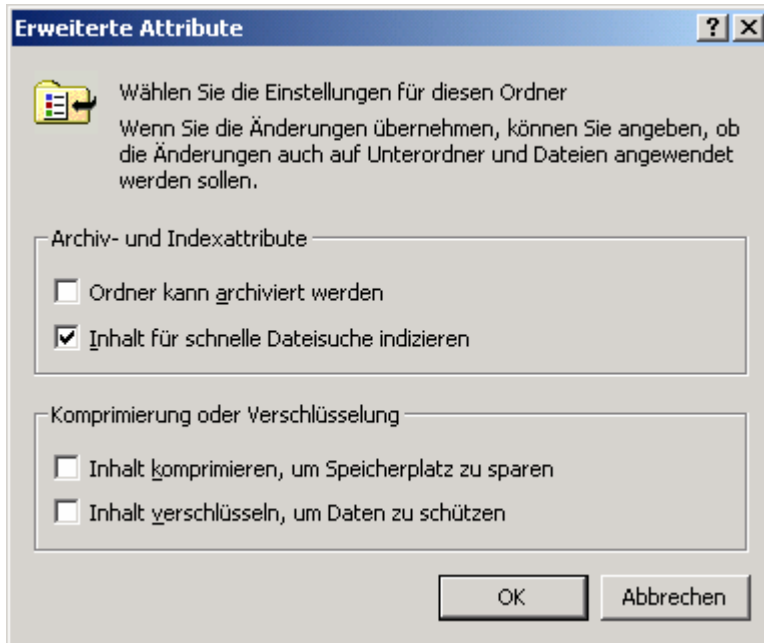 Erweiterte Attribute
Wählen Sie die Einstellungen für diesen Ordner
Wenn Sie die Änderungen übernehmen, können Sie angeben, ob
die Änderungen auch auf Unterordner und Dateien angewendet
werden sollen.
Archiv- und Indexattribute
Ordner kann archiviert werden
Inhalt für schnelle Dateisuche indizieren
Komprimierung oder Verschlüsselung
Inhalt komprimieren, um Speicherplatz zu sparen
Inhalt verschlüsseln, um Daten zu schützen
OK Abbrechen